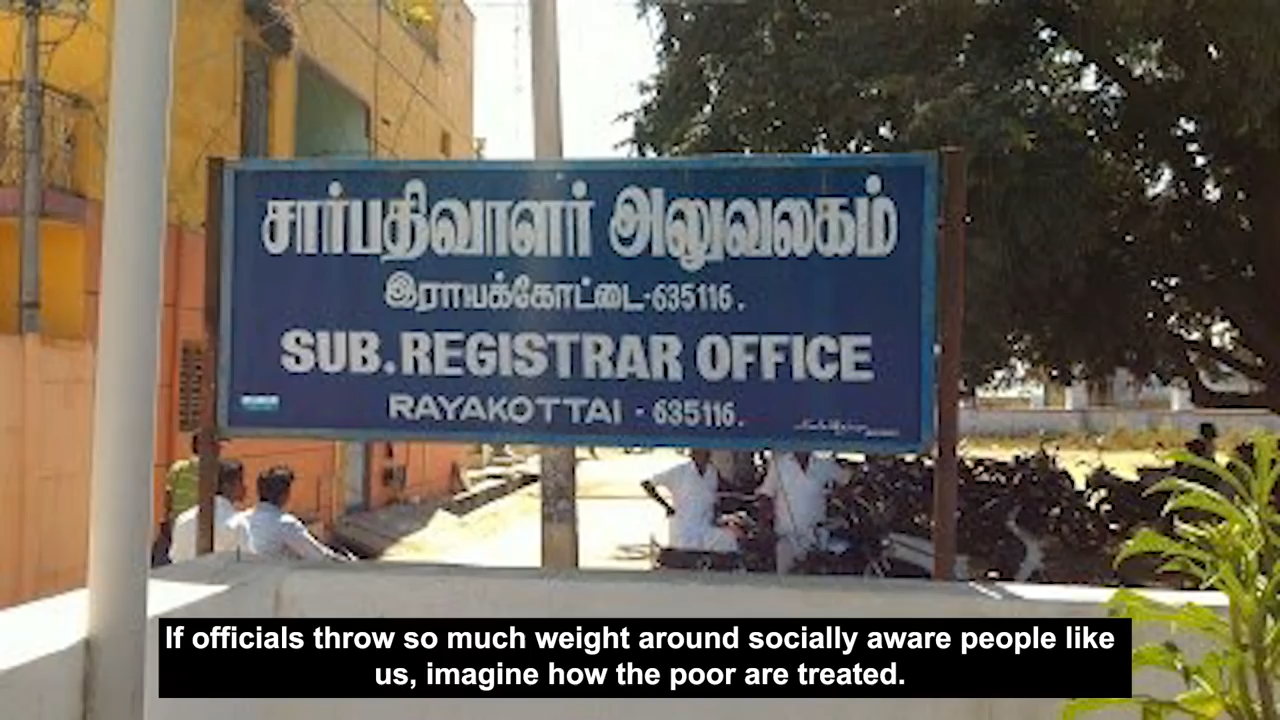 சார்பதிவாளர் அலுவலகம்
இராயக்கோட்டை-635116.
SUB.REGISTRAR OFFICE
RAYAKOTTAI - 635116.
If officials throw so much weight around socially aware people like
us, imagine how the poor are treated.